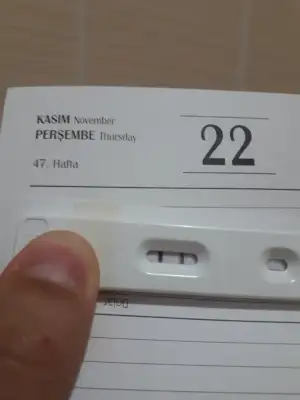 KASIM November
PERŞEMBE Thursday
22
47. Hafta